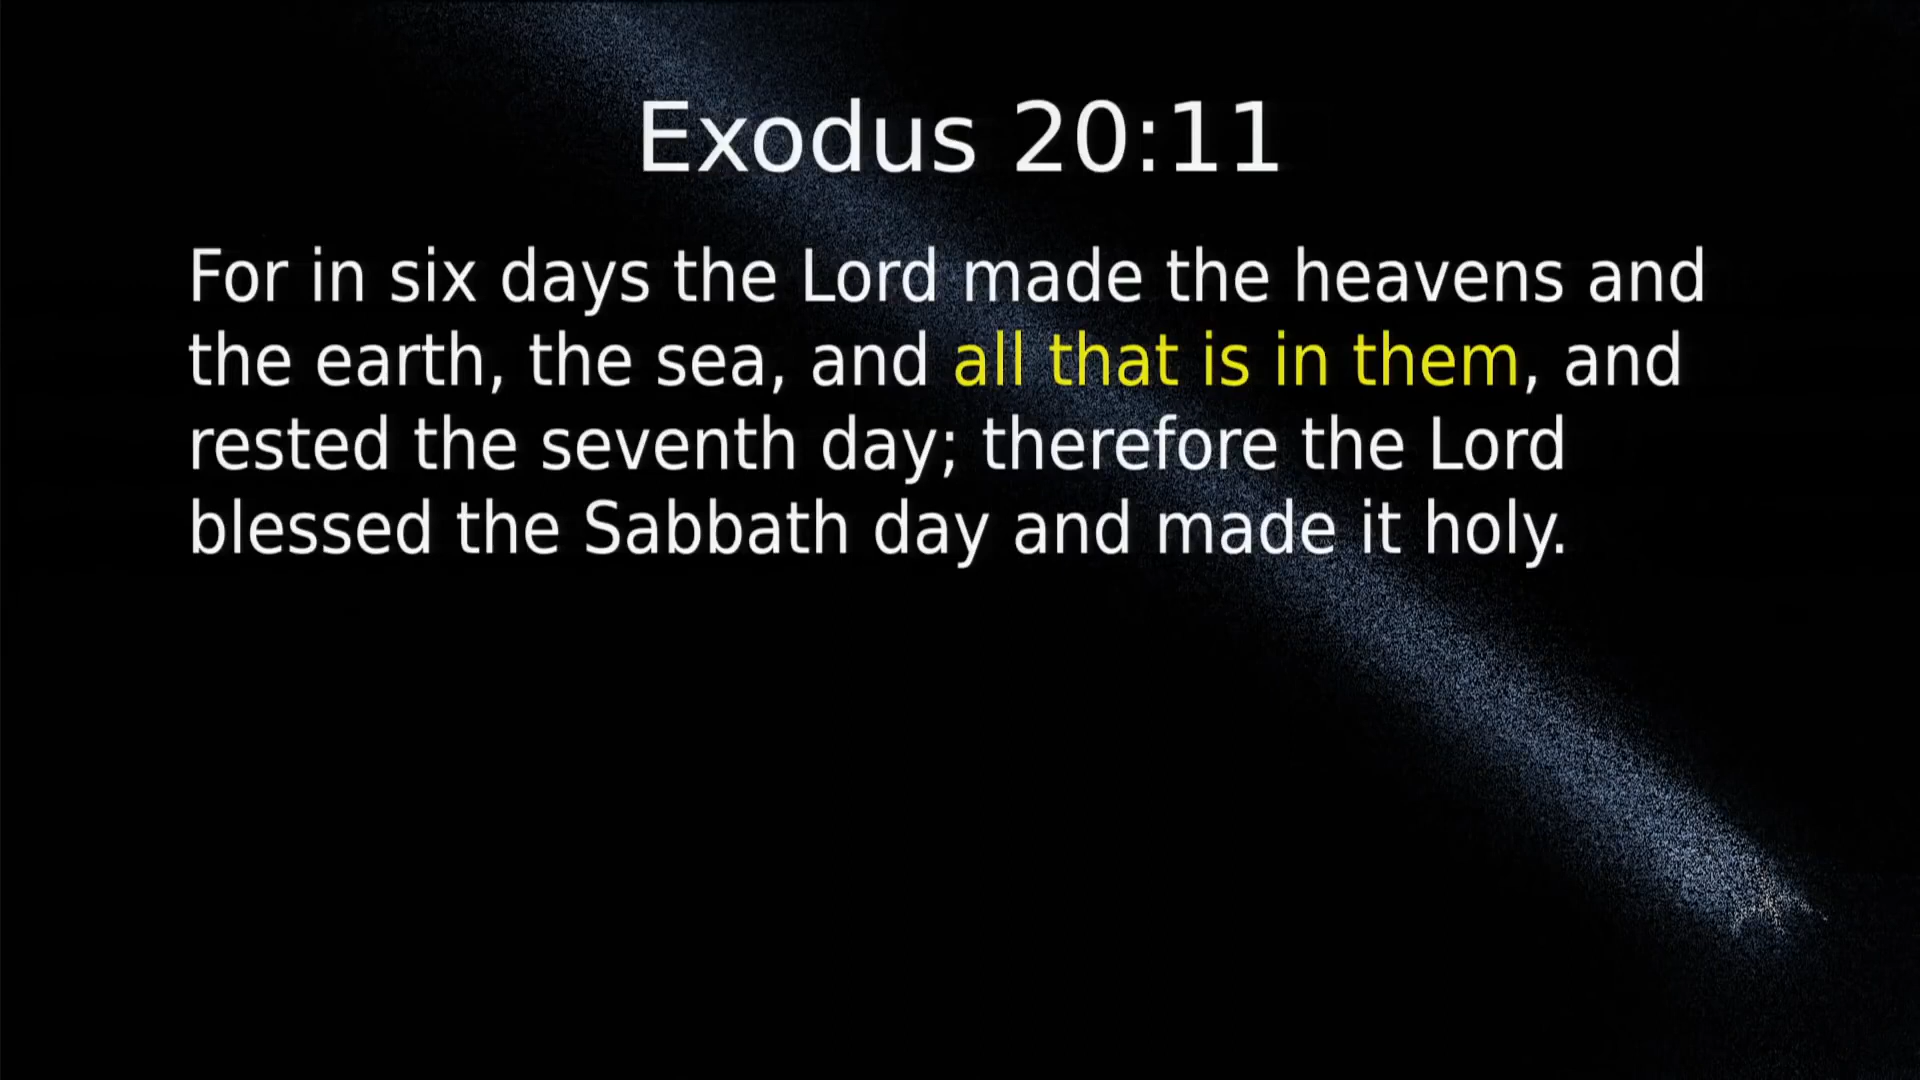 Exodus 20:11
For in six days the Lord made the heavens and
the earth, the sea, and all that is in them, and
rested the seventh day; therefore the Lord
blessed the Sabbath day and made it holy.